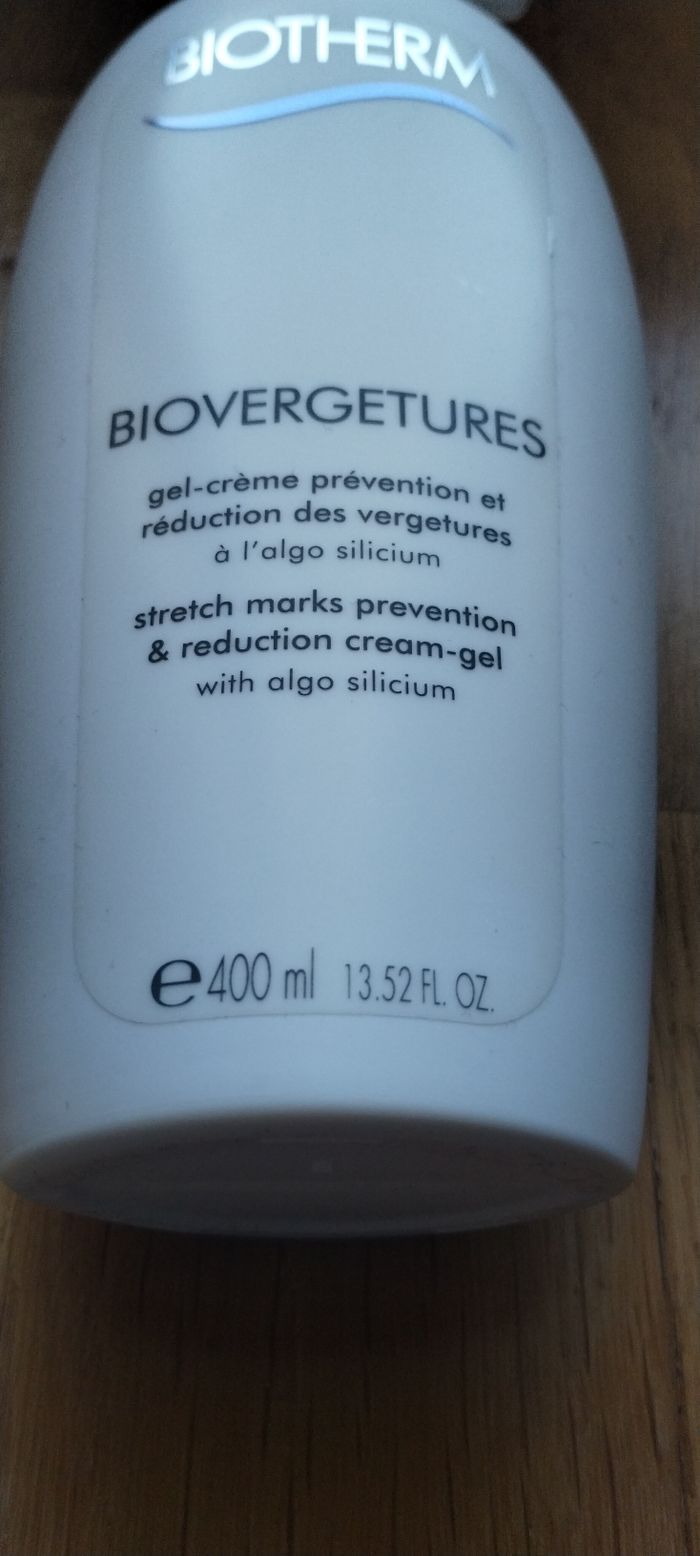 BIOTHERM
BIOVERGETURES
gel-crème prévention et
réduction des vergetures
à l'algo silicium
stretch marks prevention
& reduction cream-gel
with algo silicium
℮400 ml 13.52 FL. OZ.